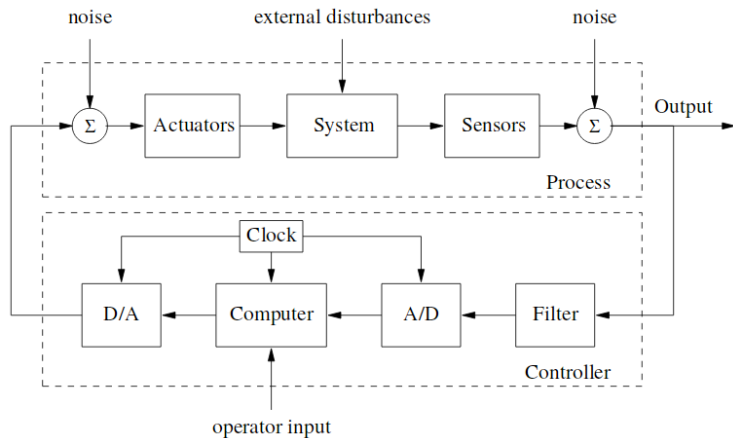 noise
external disturbances
noise
Output
Σ
Actuators
System
Sensors
Σ
Process
Clock
D/A
Computer
A/D
Filter
Controller
operator input